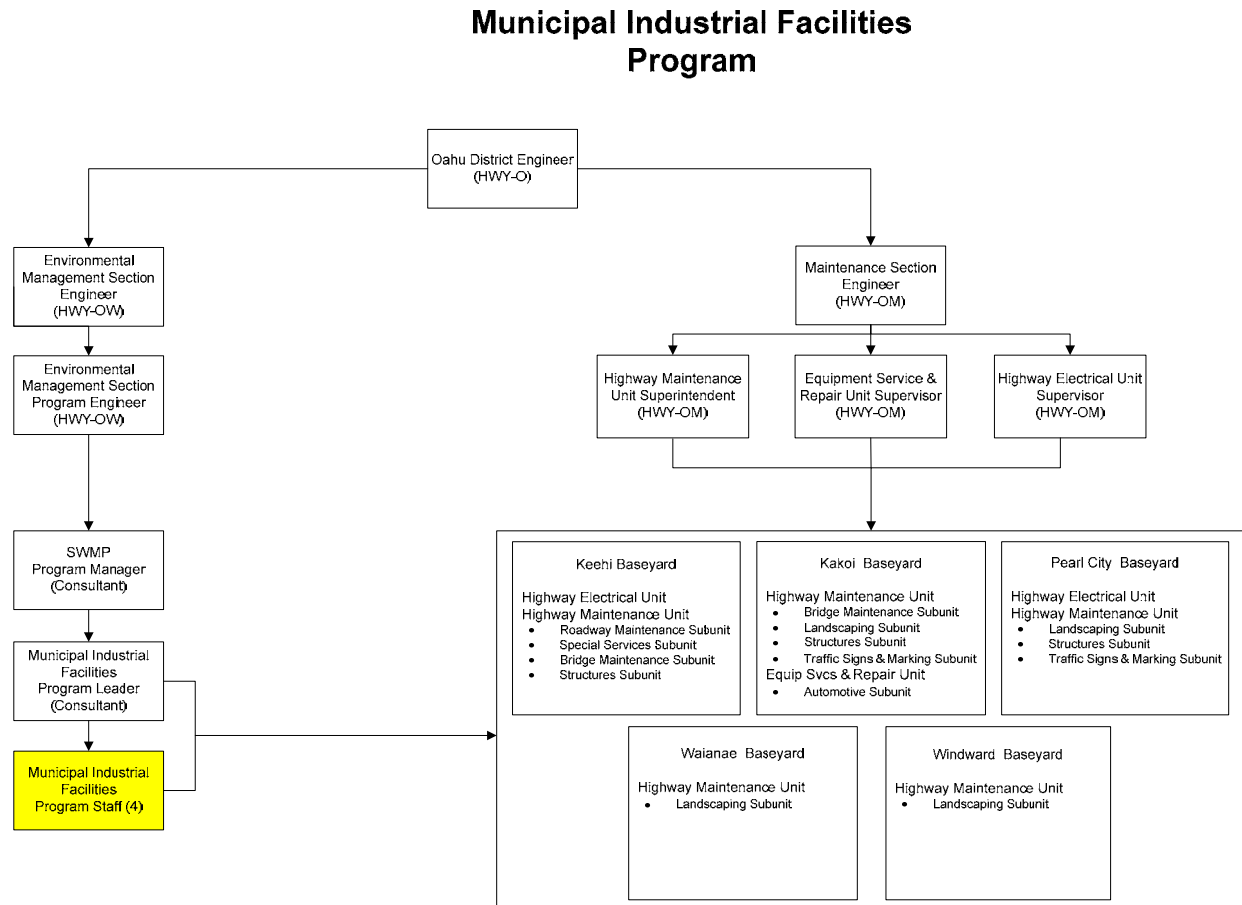 Municipal Industrial Facilities
Program
Oahu District Engineer
(HWY-O)
Environmental
Management Section
Engineer
(HWY-OW)
Maintenance Section
Engineer
(HWY-OM)
Environmental
Management Section
Program Engineer
(HWY-OW)
Highway Maintenance
Unit Superintendent
(HWY-OM)
Equipment Service &
Repair Unit Supervisor
(HWY-OM)
Highway Electrical Unit
Supervisor
(HWY-OM)
SWMP
Program Manager
(Consultant)
Municipal Industrial
Facilities
Program Leader
(Consultant)
Municipal Industrial
Facilities
Program Staff (4)
Keehi Baseyard
Highway Electrical Unit
Highway Maintenance Unit
• Roadway Maintenance Subunit
• Special Services Subunit
• Bridge Maintenance Subunit
• Structures Subunit
Kakoi Baseyard
Highway Maintenance Unit
• Bridge Maintenance Subunit
• Landscaping Subunit
• Structures Subunit
• Traffic Signs & Marking Subunit
Equip Svcs & Repair Unit
• Automotive Subunit
Pearl City Baseyard
Highway Electrical Unit
Highway Maintenance Unit
• Landscaping Subunit
• Structures Subunit
• Traffic Signs & Marking Subunit
Waianae Baseyard
Highway Maintenance Unit
• Landscaping Subunit
Windward Baseyard
Highway Maintenance Unit
• Landscaping Subunit